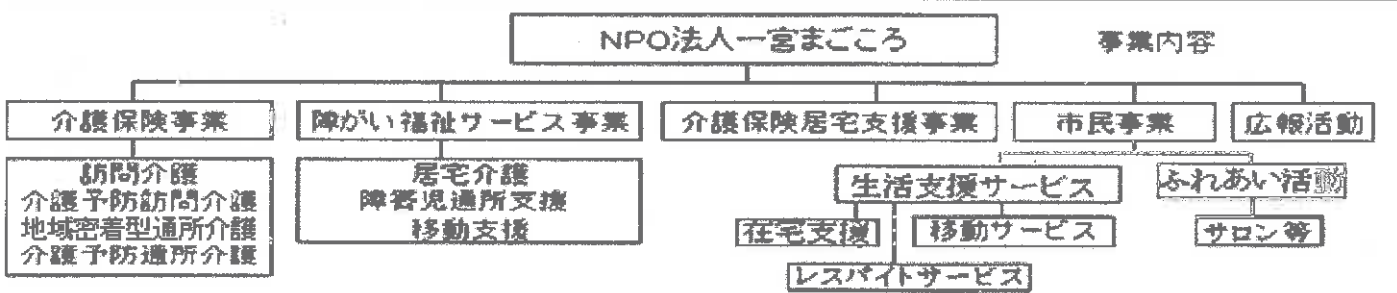 NPO法人一宮まごころ
事業内容
介護保険事業
障がい福祉サービス事業
介護保険居宅支援事業
市民事業
広報活動
訪問介護
介護予防訪問介護
地域密着型通所介護
介護予防通所介護
居宅介護
障害児通所支援
移動支援
生活支援サービス
ふれあい活動
在宅支援
移動サービス
サロン等
レスパイトサービス